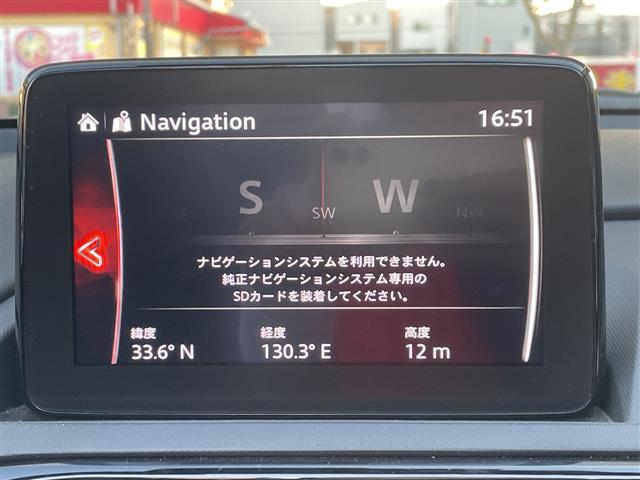 Navigation
16:51
E S SW W NW
ナビゲーションシステムを利用できません。
純正ナビゲーションシステム専用の
SDカードを装着してください。
緯度 経度 高度
33.6° N 130.3° E 12 m